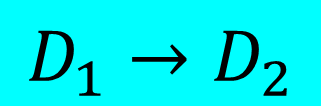 D₁ → D₂